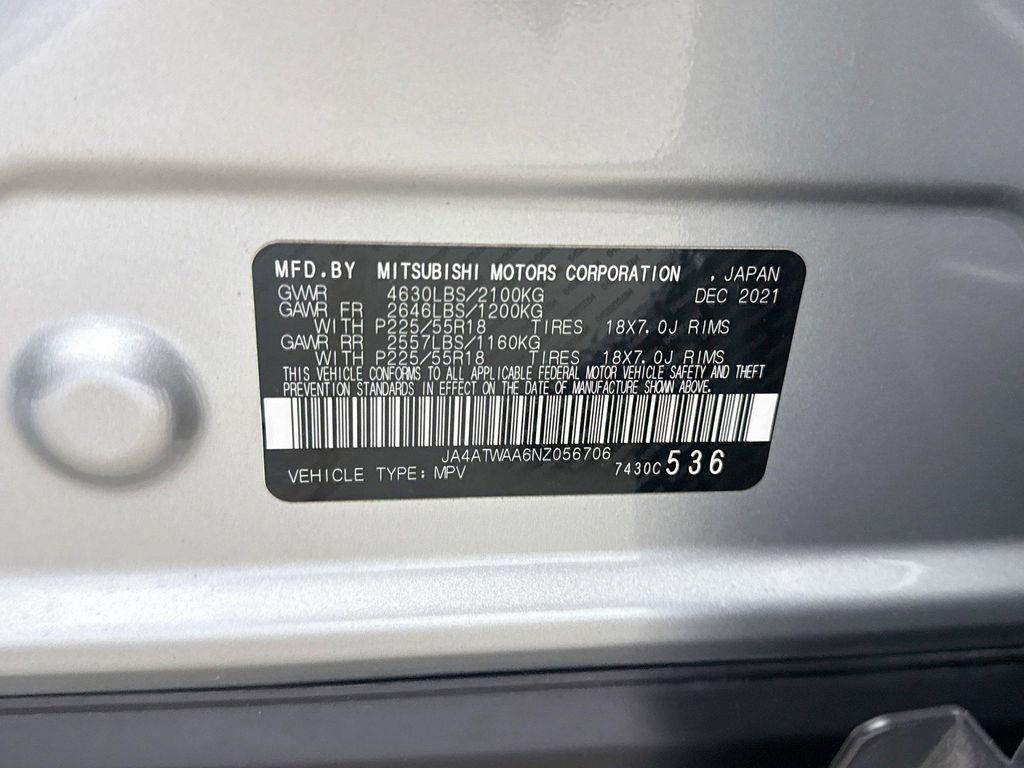 MFD.BY MITSUBISHI MOTORS CORPORATION , JAPAN
GVWR 4630LBS/2100KG DEC 2021
GAWR FR 2646LBS/1200KG
WITH P225/55R18 TIRES 18X7.0J RIMS
GAWR RR 2557LBS/1160KG
WITH P225/55R18 TIRES 18X7.0J RIMS
THIS VEHICLE CONFORMS TO ALL APPLICABLE FEDERAL MOTOR VEHICLE SAFETY AND THEFT
PREVENTION STANDARDS IN EFFECT ON THE DATE OF MANUFACTURE SHOWN ABOVE.
JA4ATWAA6NZ056706
VEHICLE TYPE: MPV 7430C 536